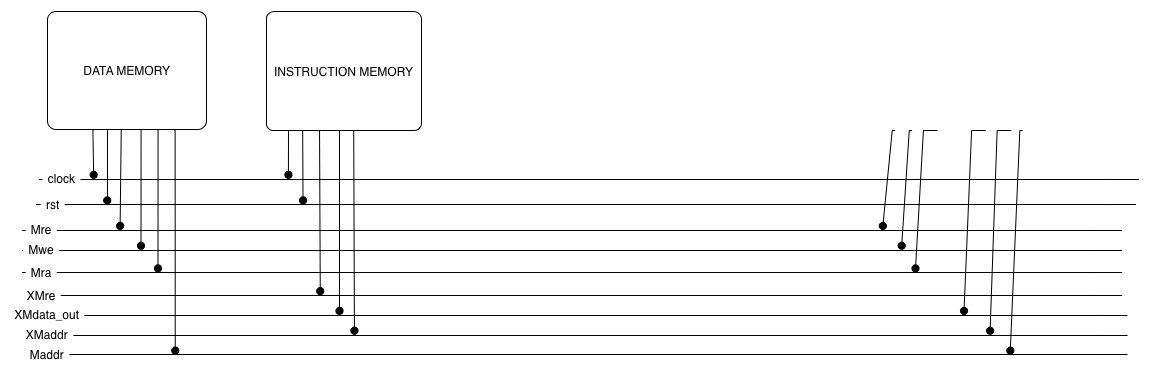 DATA MEMORY
INSTRUCTION MEMORY
- clock
- rst
- Mre
- Mwe
- Mra
XMre
XMdata_out
XMaddr
Maddr